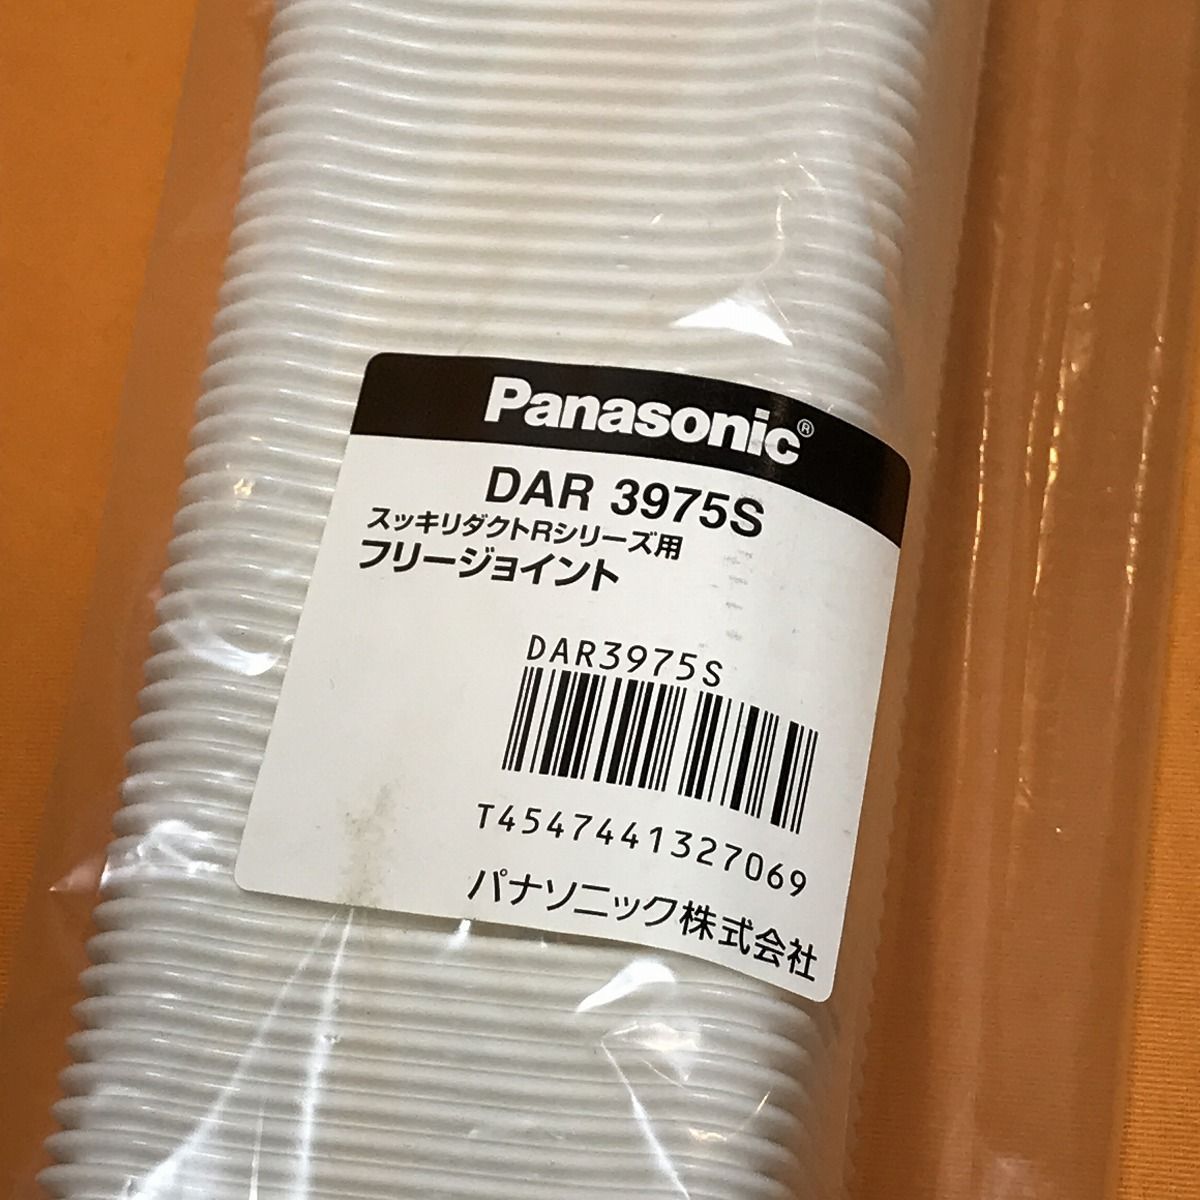 Panasonic®
DAR 3975S
スッキリダクトRシリーズ用
フリージョイント
DAR3975S
T4547441327069
パナソニック株式会社